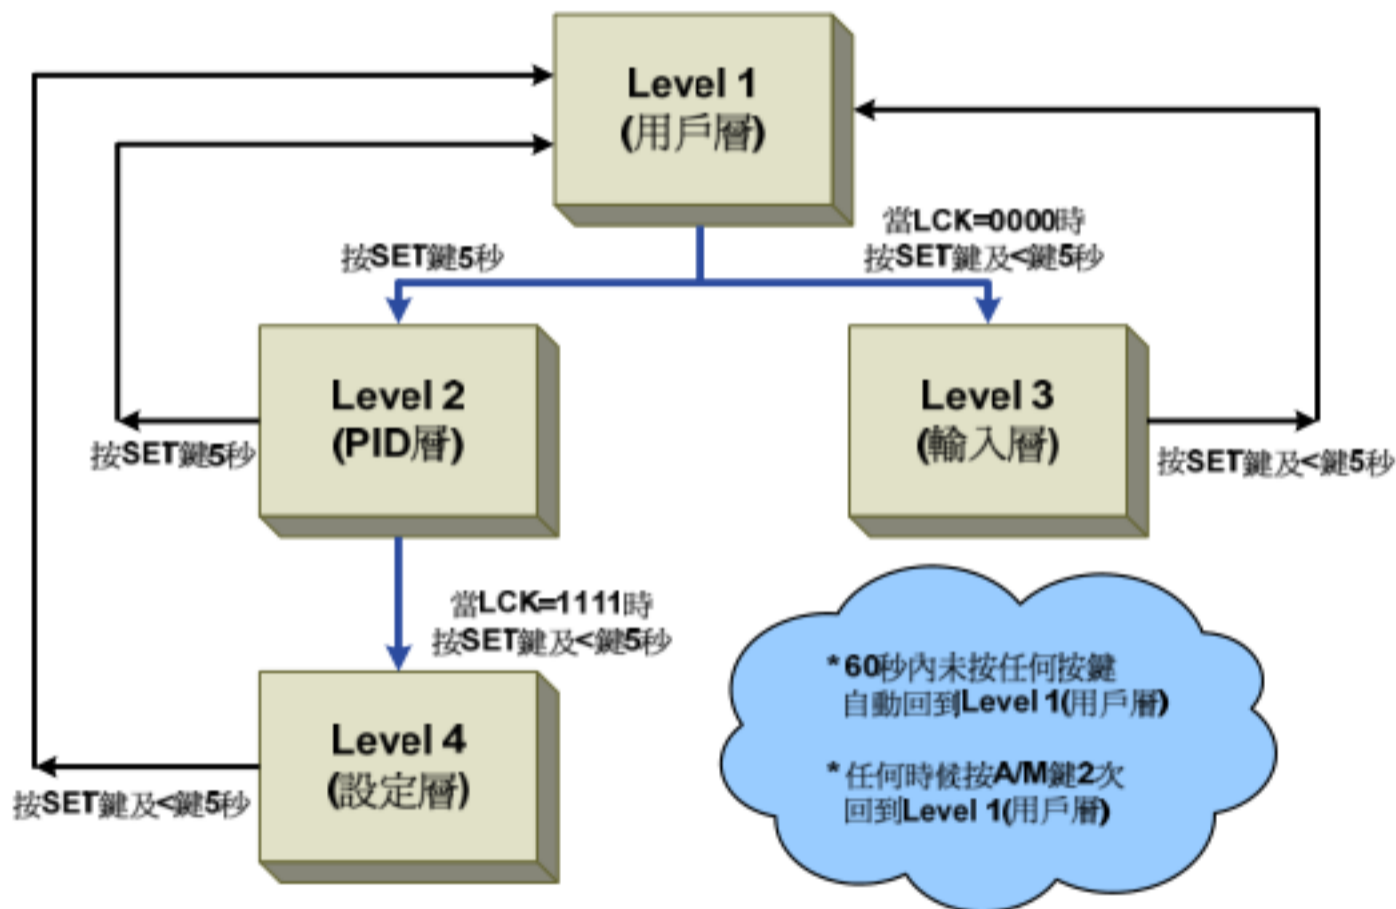 Level 1
(用戶層)
當LCK=0000時
按SET鍵5秒
按SET鍵及<鍵5秒
Level 2
(PID層)
Level 3
(輸入層)
按SET鍵5秒
按SET鍵及<鍵5秒
當LCK=1111時
按SET鍵及<鍵5秒
*60秒內未按任何按鍵
自動回到Level 1(用戶層)
Level 4
(設定層)
*任何時候按A/M鍵2次
回到Level 1(用戶層)
按SET鍵及<鍵5秒